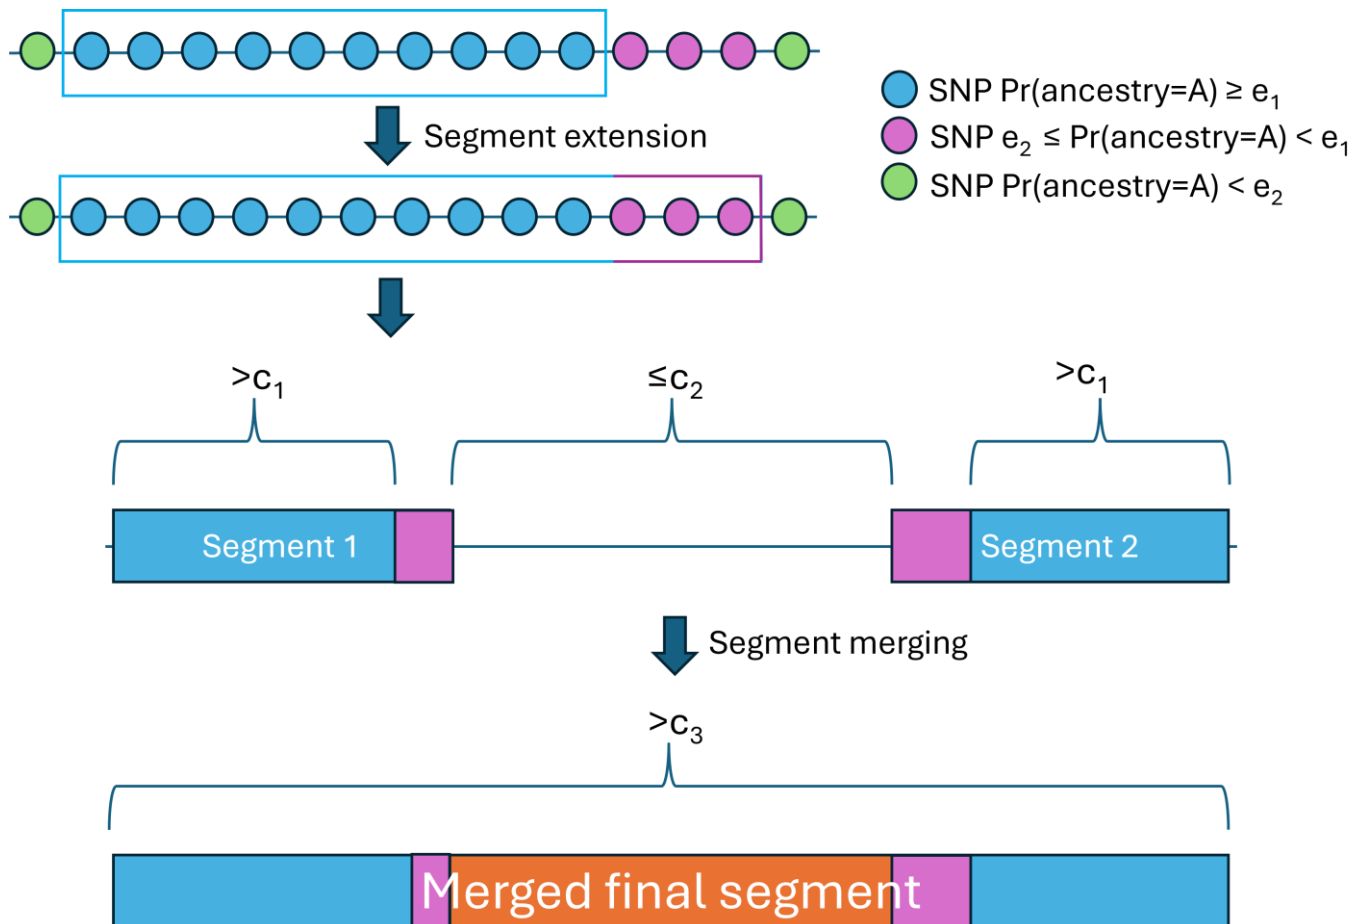 SNP Pr(ancestry=A) ≥ e₁
SNP e₂ ≤ Pr(ancestry=A) < e₁
SNP Pr(ancestry=A) < e₂
Segment extension
>c₁
≤c₂
>c₁
Segment 1
Segment 2
Segment merging
>c₃
Merged final segment